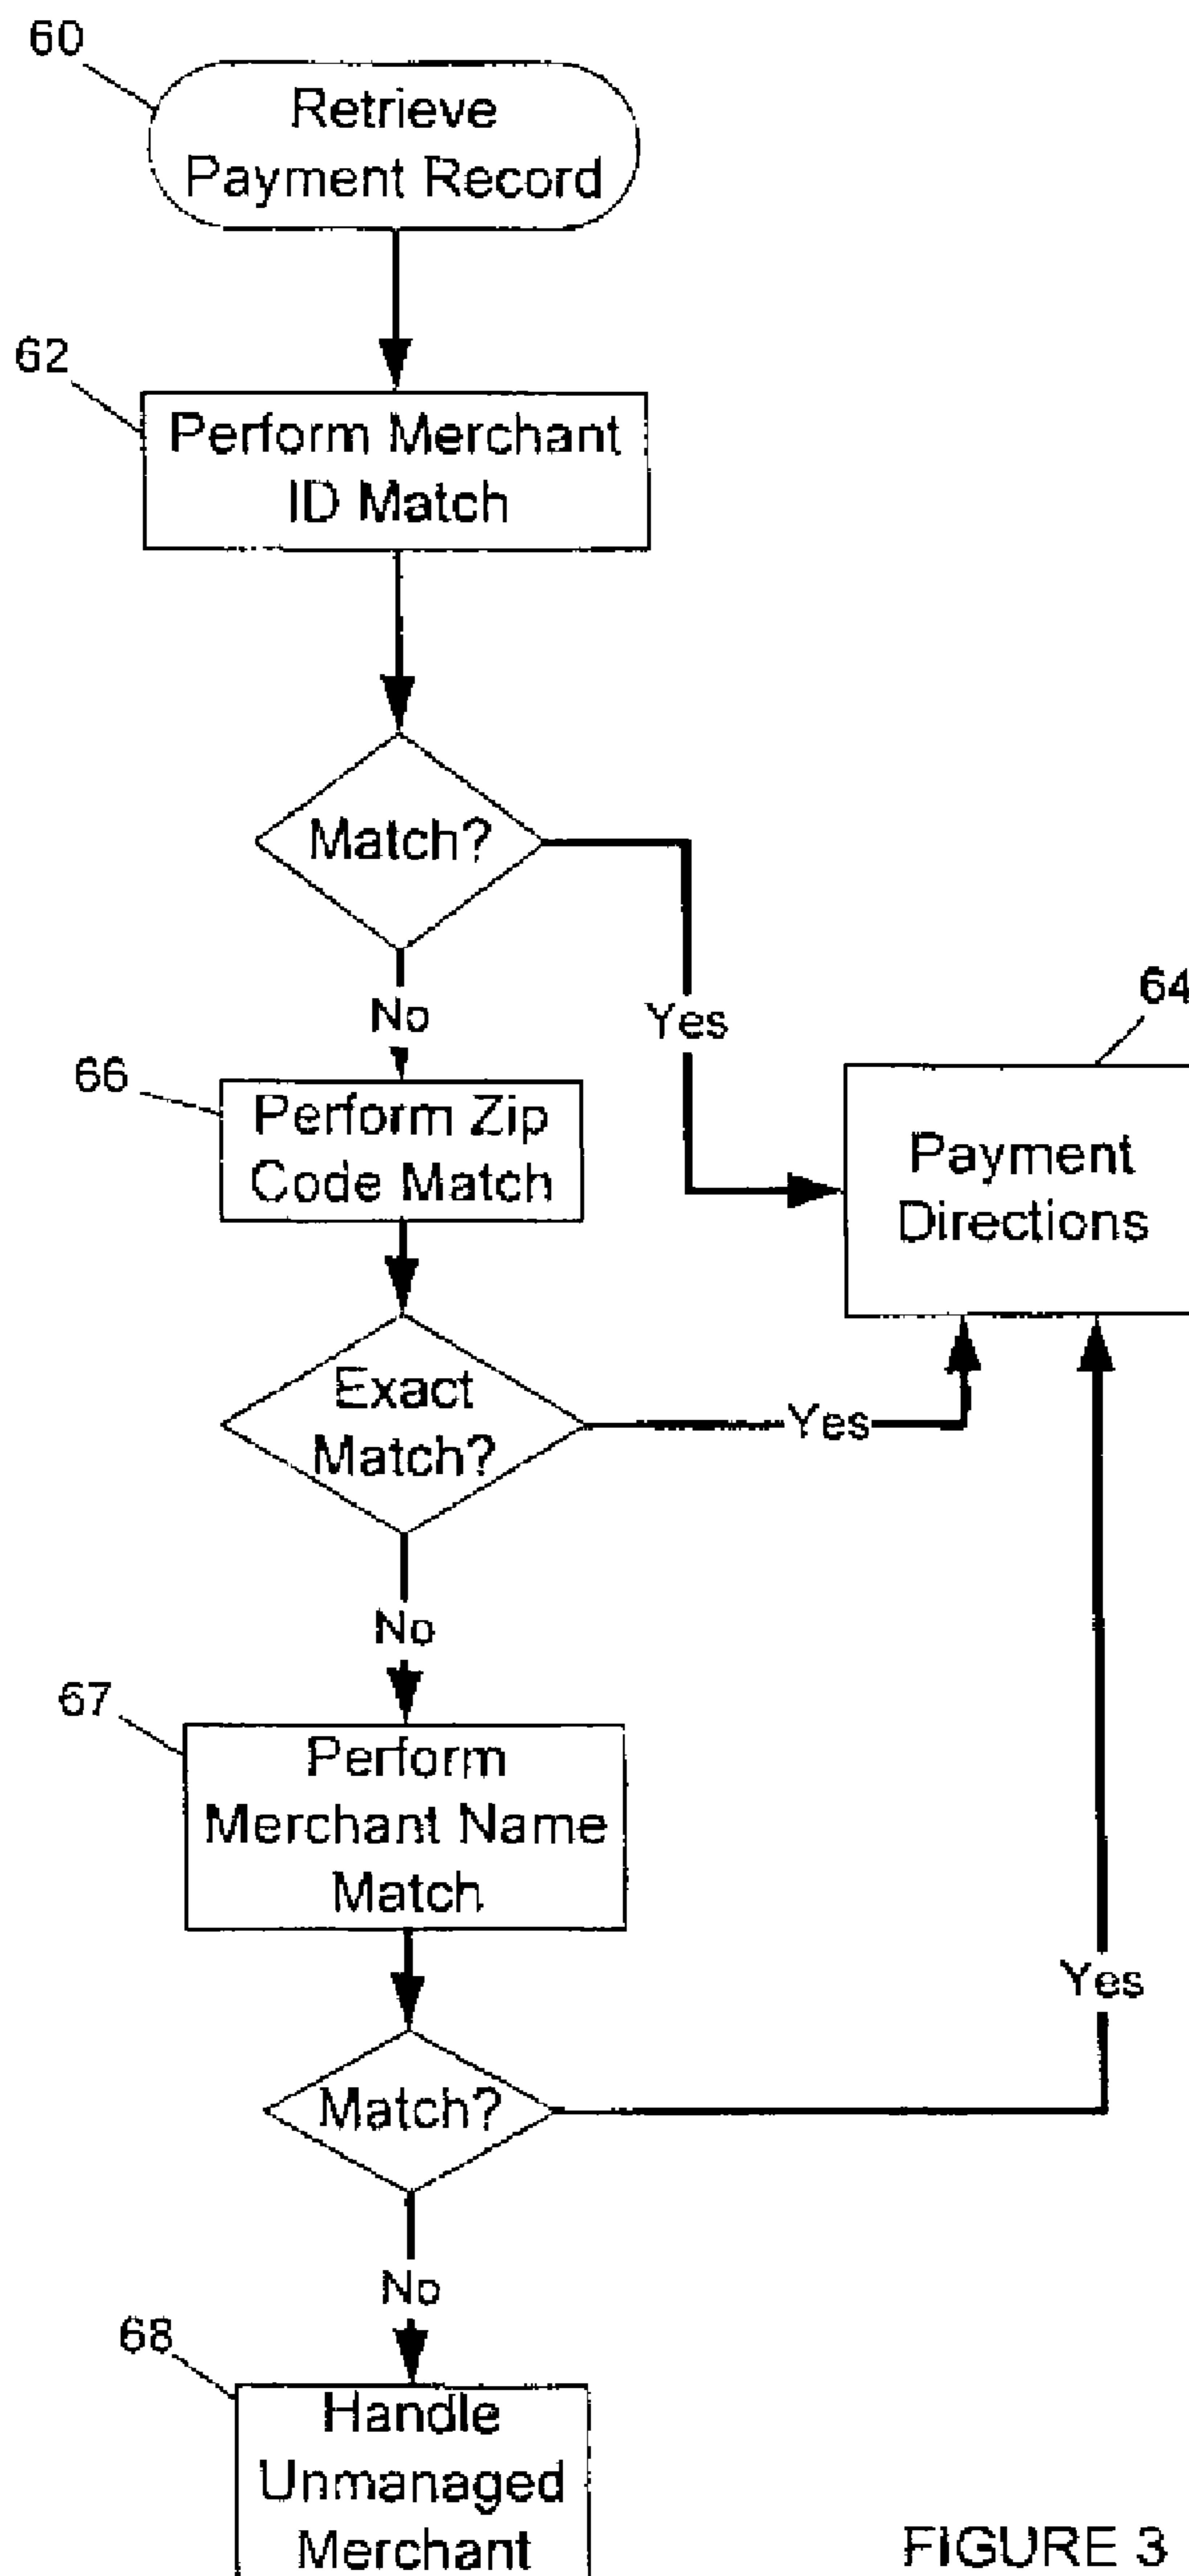 60
Retrieve
Payment Record
62
Perform Merchant
ID Match
Match?
No
Yes
64
66
Perform Zip
Code Match
Payment
Directions
Exact
Match?
Yes
No
67
Perform
Merchant Name
Match
Yes
Match?
No
68
Handle
Unmanaged
Merchant
FIGURE 3